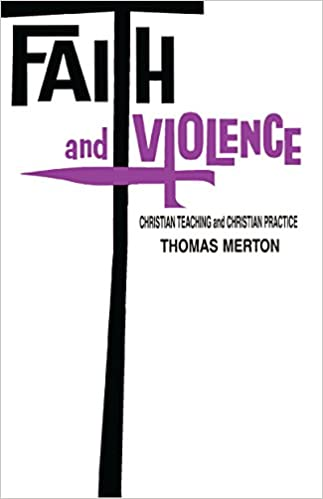 FAITH
and VIOLENCE
CHRISTIAN TEACHING and CHRISTIAN PRACTICE
THOMAS MERTON